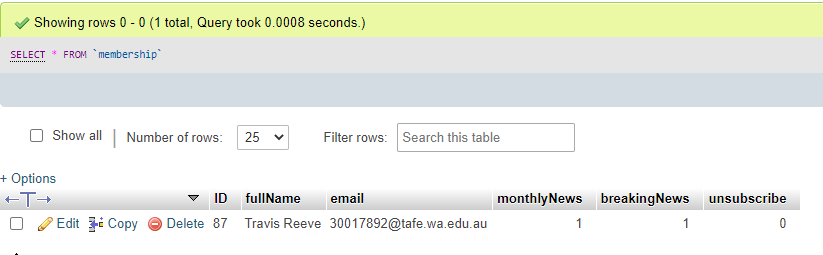 Showing rows 0 - 0 (1 total, Query took 0.0008 seconds.)
SELECT * FROM `membership`
Show all | Number of rows: 25 Filter rows: Search this table
+ Options
←T→ ID fullName email monthlyNews breakingNews unsubscribe
Edit Copy Delete 87 Travis Reeve 30017892@tafe.wa.edu.au 1 1 0